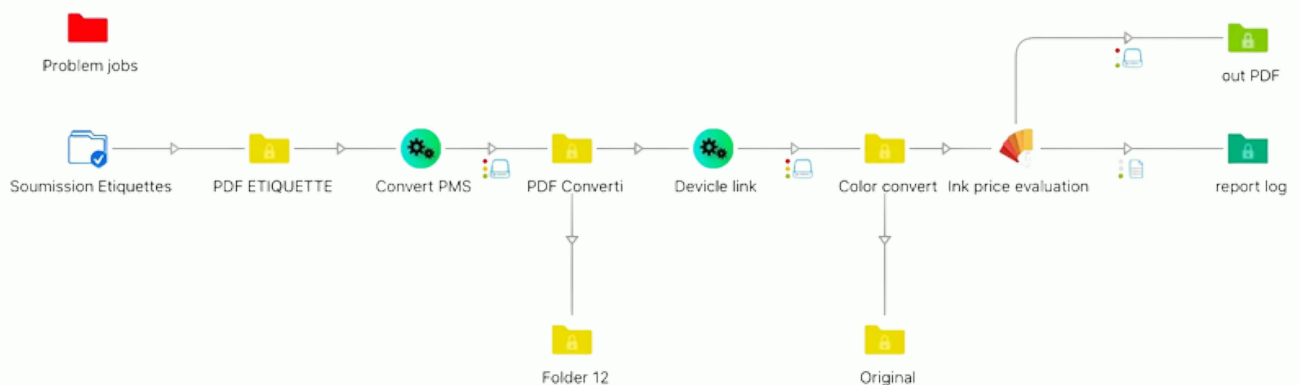 Problem jobs
out PDF
Soumission Etiquettes
PDF ETIQUETTE
Convert PMS
PDF Converti
Devicle link
Color convert
Ink price evaluation
report log
Folder 12
Original